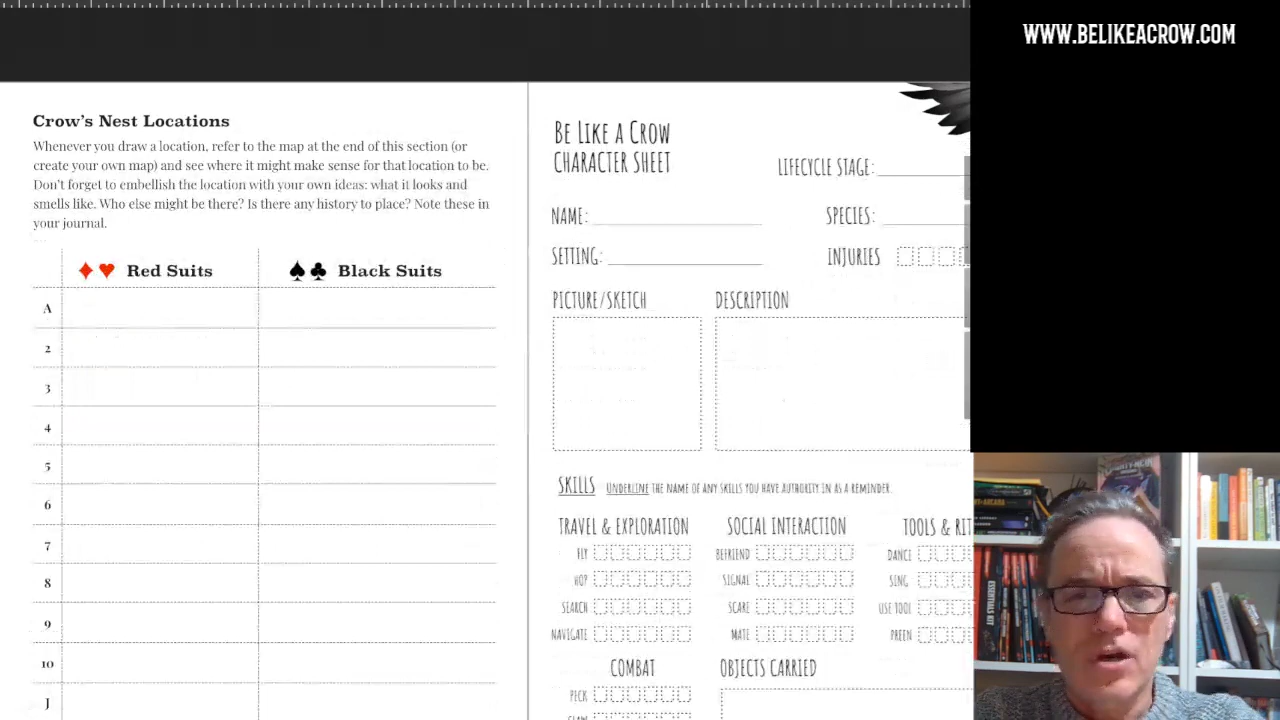 WWW.BELIKEACROW.COM
Crow's Nest Locations
Whenever you draw a location, refer to the map at the end of this section (or
create your own map) and see where it might make sense for that location to be.
Don't forget to embellish the location with your own ideas: what it looks and
smells like. Who else might be there? Is there any history to place? Note these in
your journal.
Red Suits
Black Suits
A
2
3
4
5
6
7
8
9
10
J
BE LIKE A CROW
CHARACTER SHEET
LIFECYCLE STAGE:
NAME:
SPECIES:
SETTING:
INJURIES
PICTURE/SKETCH
DESCRIPTION
SKILLS UNDERLINE THE NAME OF ANY SKILLS YOU HAVE AUTHORITY IN AS A REMINDER.
TRAVEL & EXPLORATION
FLY
HOP
SEARCH
NAVIGATE
SOCIAL INTERACTION
BEFRIEND
SIGNAL
SCARE
MATE
TOOLS & RIT
DANCE
SING
USE TOOL
PREEN
COMBAT
PECK
CLAW
OBJECTS CARRIED
ESSENTIALS KIT